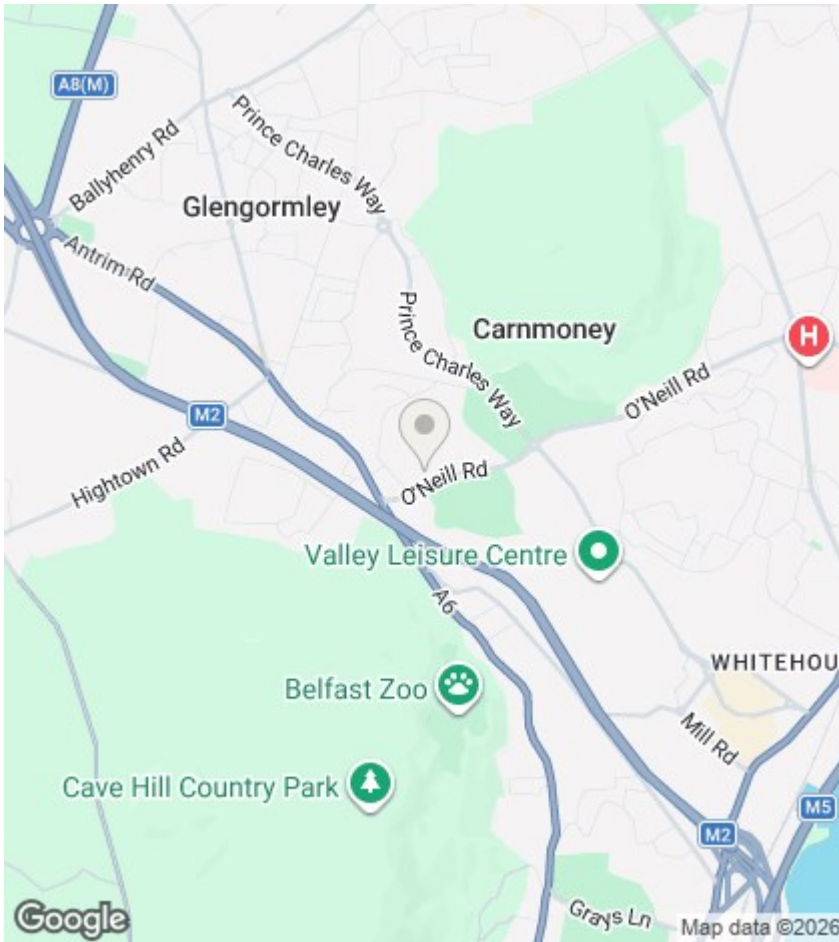 A8(M)
Prince Charles Way
Ballyhenry Rd
Glengormley
Antrim Rd
Prince Charles Way
Carnmoney
H
O'Neill Rd
M2
Hightown Rd
O'Neill Rd
Valley Leisure Centre
A6
WHITEHOU
Belfast Zoo
Mill Rd
Cave Hill Country Park
M5
M2
Grays Ln
Google
Map data ©2026